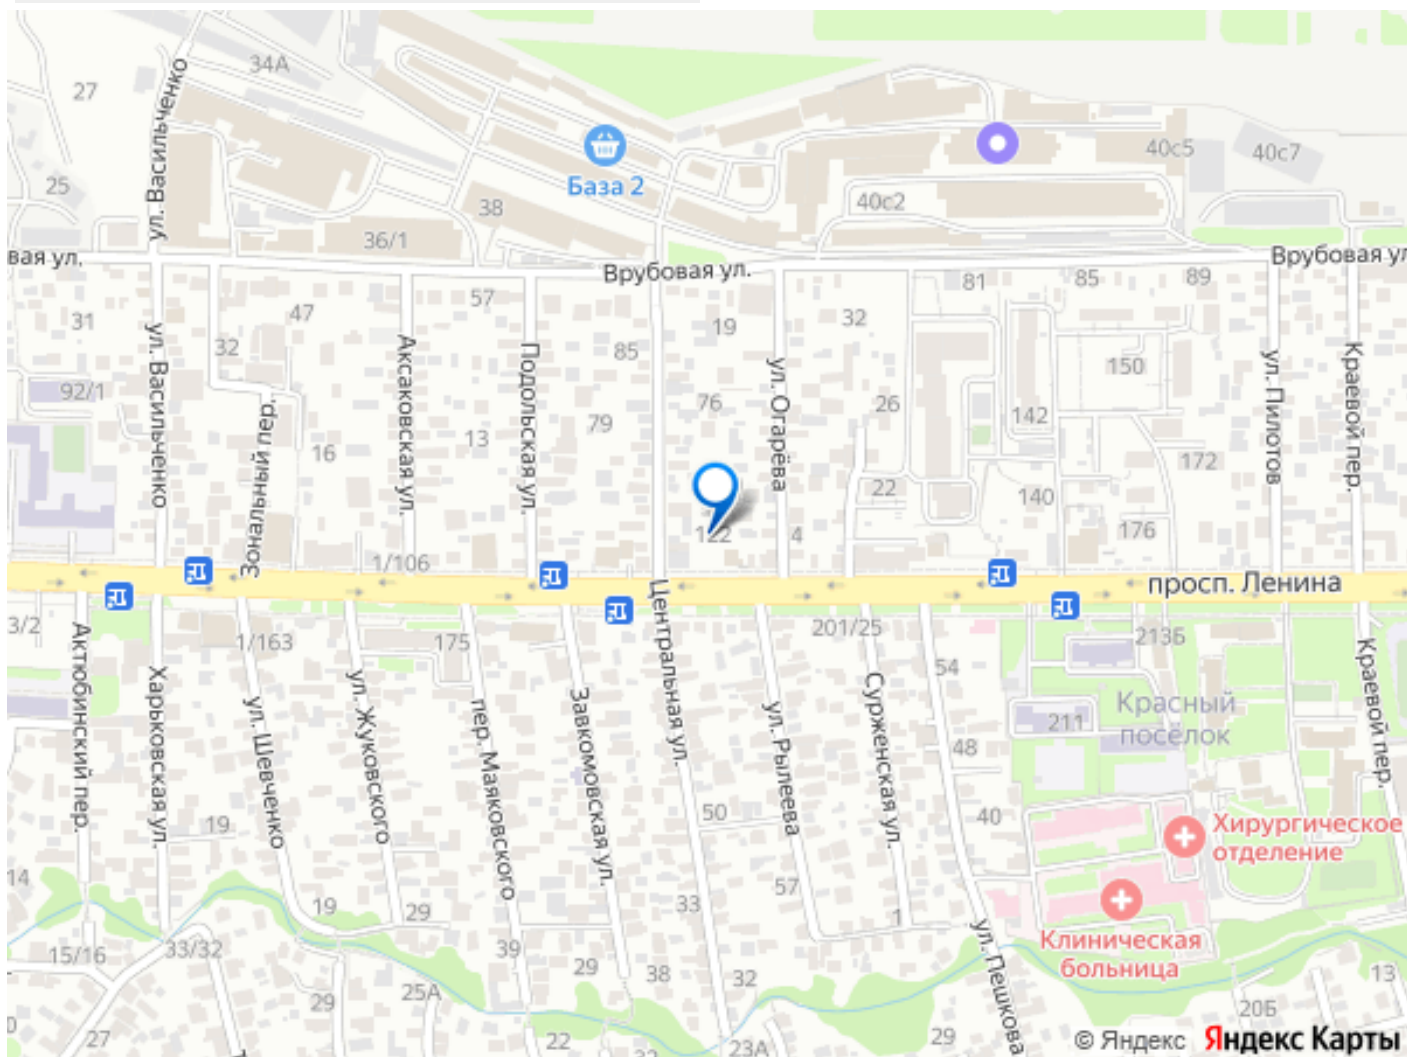 34А
27
ул. Васильченко
База 2
40с5
40с7
25
38
40с2
36/1
вая ул.
Врубовая ул.
Врубовая ул
81
85
89
57
47
31
32
19
32
85
ул. Васильченко
Аксаковская ул.
Подольская ул.
ул. Огарёва
ул. Пилотов
Краевой пер.
150
92/1
76
26
142
Зональный пер.
16
13
79
172
22
140
176
122
4
1/106
просп. Ленина
3/2
1/163
175
201/25
213Б
54
Актюбинский пер.
Харьковская ул.
ул. Шевченко
ул. Жуковского
пер. Маяковского
Завкомовская ул.
Центральная ул.
ул. Рылеева
Сурженская ул.
Краевой пер.
Красный
посёлок
211
48
50
40
19
Хирургическое
отделение
14
57
33
19
29
1
ул. Пешкова
Клиническая
больница
15/16
33/32
39
29
38
32
13
25А
29
20Б
0
27
22
23А
29
© Яндекс Яндекс Карты